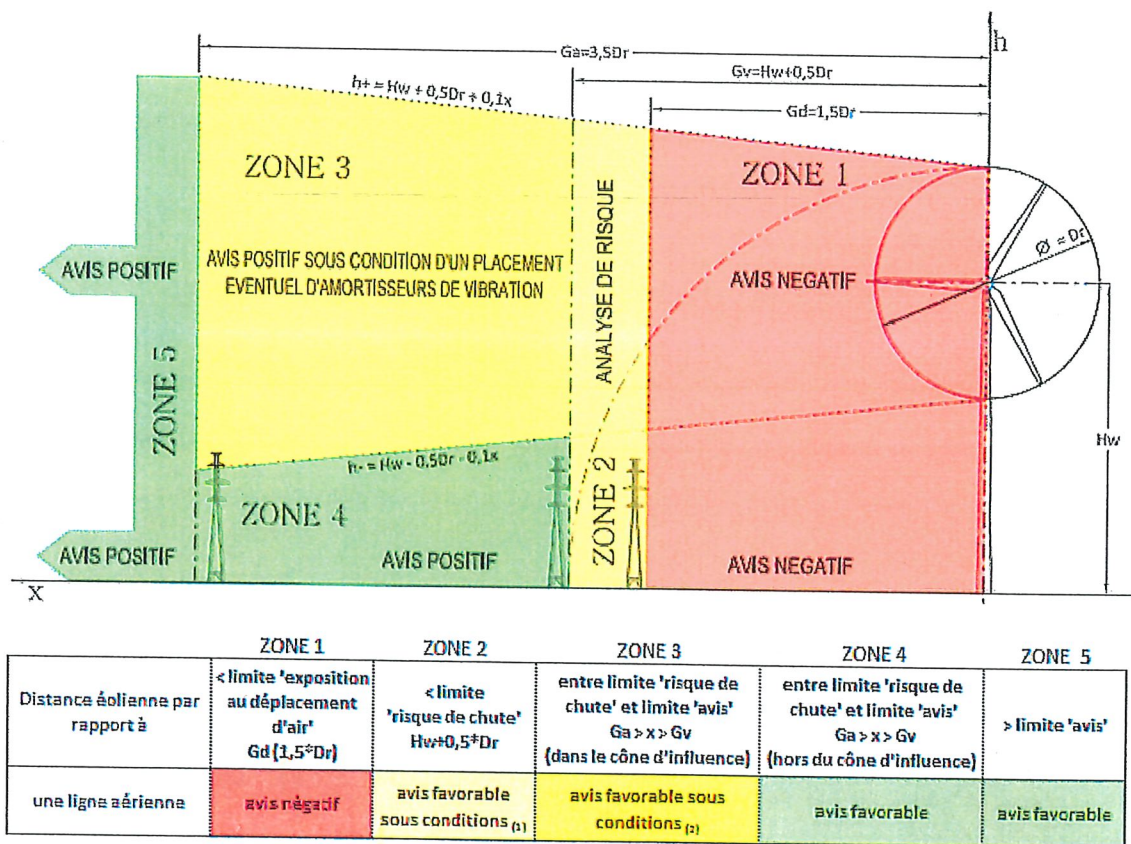 Ga=3,5Dr
h
Gv=Hw+0,5Dr
h+ = Hw + 0,5Dr + 0,1x
Gd=1,5Dr
ZONE 3
ZONE 1
ANALYSE DE RISQUE
Ø = Dr
AVIS POSITIF
AVIS POSITIF SOUS CONDITION D'UN PLACEMENT
EVENTUEL D'AMORTISSEURS DE VIBRATION
AVIS NEGATIF
ZONE 5
Hw
h- = Hw - 0,5Dr - 0,1x
ZONE 4
ZONE 2
AVIS POSITIF
AVIS POSITIF
AVIS NEGATIF
X
ZONE 1
ZONE 2
ZONE 3
ZONE 4
ZONE 5
Distance éolienne par
rapport à
< limite 'exposition
au déplacement
d'air'
Gd (1,5*Dr)
< limite
'risque de chute'
Hw+0,5*Dr
entre limite 'risque de
chute' et limite 'avis'
Ga > x > Gv
(dans le cône d'influence)
entre limite 'risque de
chute' et limite 'avis'
Ga > x > Gv
(hors du cône d'influence)
> limite 'avis'
une ligne aérienne
avis négatif
avis favorable
sous conditions (1)
avis favorable sous
conditions (2)
avis favorable
avis favorable